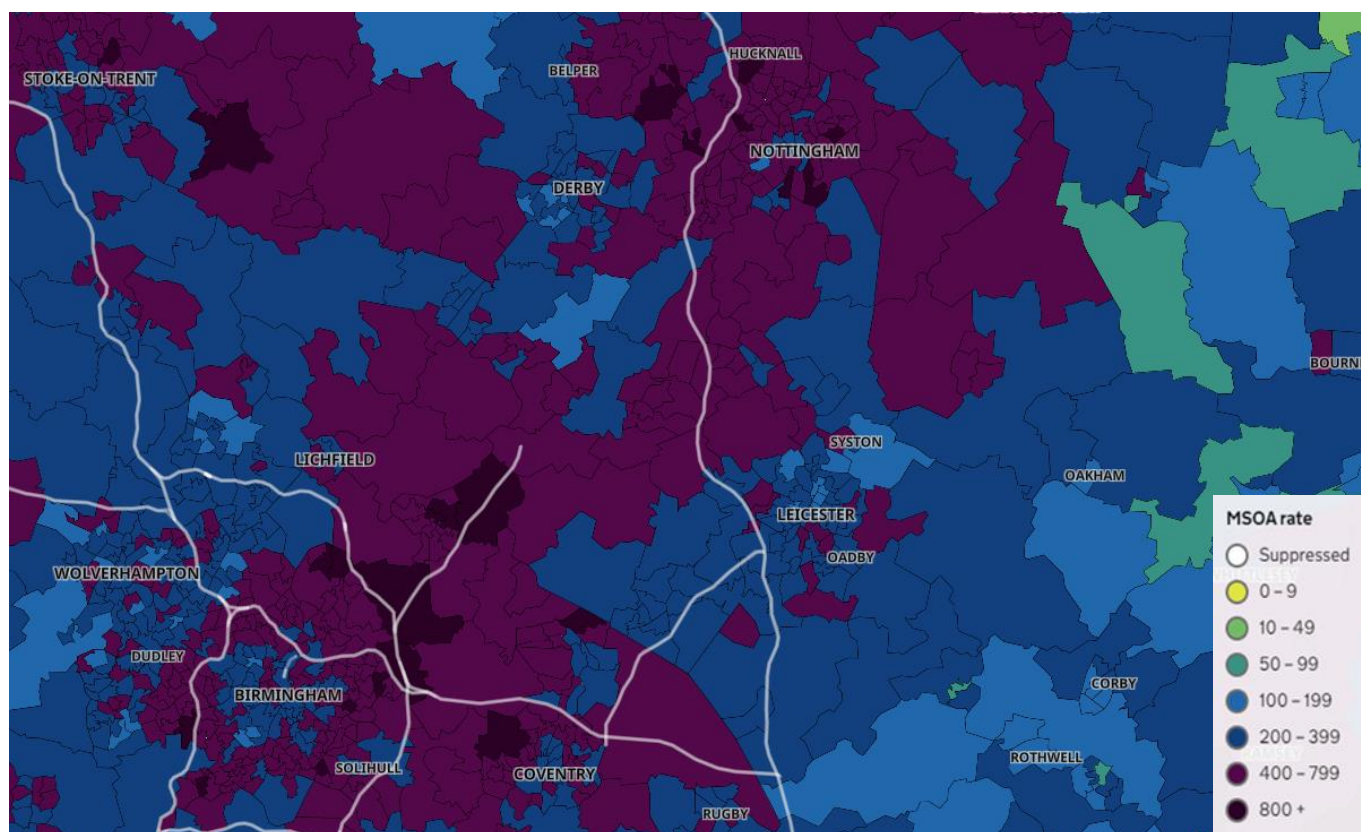 HUCKNALL
BELPER
STOKE-ON-TRENT
NOTTINGHAM
DERBY
BOURN
SYSTON
LICHFIELD
OAKHAM
LEICESTER
OADBY
WOLVERHAMPTON
DUDLEY
BIRMINGHAM
CORBY
ROTHWELL
SOLIHULL
COVENTRY
RUGBY
MSOA rate
Suppressed
0 – 9
10 – 49
50 – 99
100 – 199
200 – 399
400 – 799
800 +